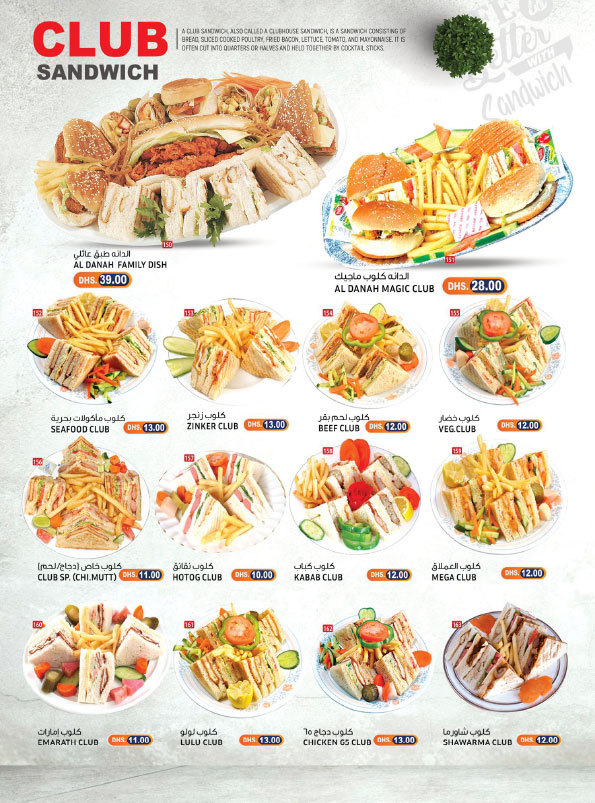 CLUB
SANDWICH
A CLUB SANDWICH, ALSO CALLED A CLUBHOUSE SANDWICH, IS A SANDWICH CONSISTING OF
BREAD, SLICED COOKED POULTRY, FRIED BACON, LETTUCE, TOMATO, AND MAYONNAISE. IT IS
OFTEN CUT INTO QUARTERS OR HALVES AND HELD TOGETHER BY COCKTAIL STICKS.
WITH
Sandwich
150
الدانه طبق عائلي
AL DANAH FAMILY DISH
DHS. 39.00
151
الدانه كلوب ماجيك
AL DANAH MAGIC CLUB
DHS. 28.00
152
كلوب مأكولات بحرية
SEAFOOD CLUB
DHS. 13.00
153
كلوب زنجر
ZINKER CLUB
DHS. 13.00
154
كلوب لحم بقر
BEEF CLUB
DHS. 12.00
155
كلوب خضار
VEG.CLUB
DHS. 12.00
156
كلوب خاص (دجاج/لحم)
CLUB SP. (CHI.MUTT)
DHS. 11.00
157
كلوب نقانق
HOTOG CLUB
DHS. 10.00
158
كلوب كباب
KABAB CLUB
DHS. 12.00
159
كلوب العملاق
MEGA CLUB
DHS. 12.00
160
كلوب إمارات
EMARATH CLUB
DHS. 11.00
161
كلوب لولو
LULU CLUB
DHS. 13.00
162
كلوب دجاج ٦٥
CHICKEN 65 CLUB
DHS. 13.00
163
كلوب شاورما
SHAWARMA CLUB
DHS. 12.00